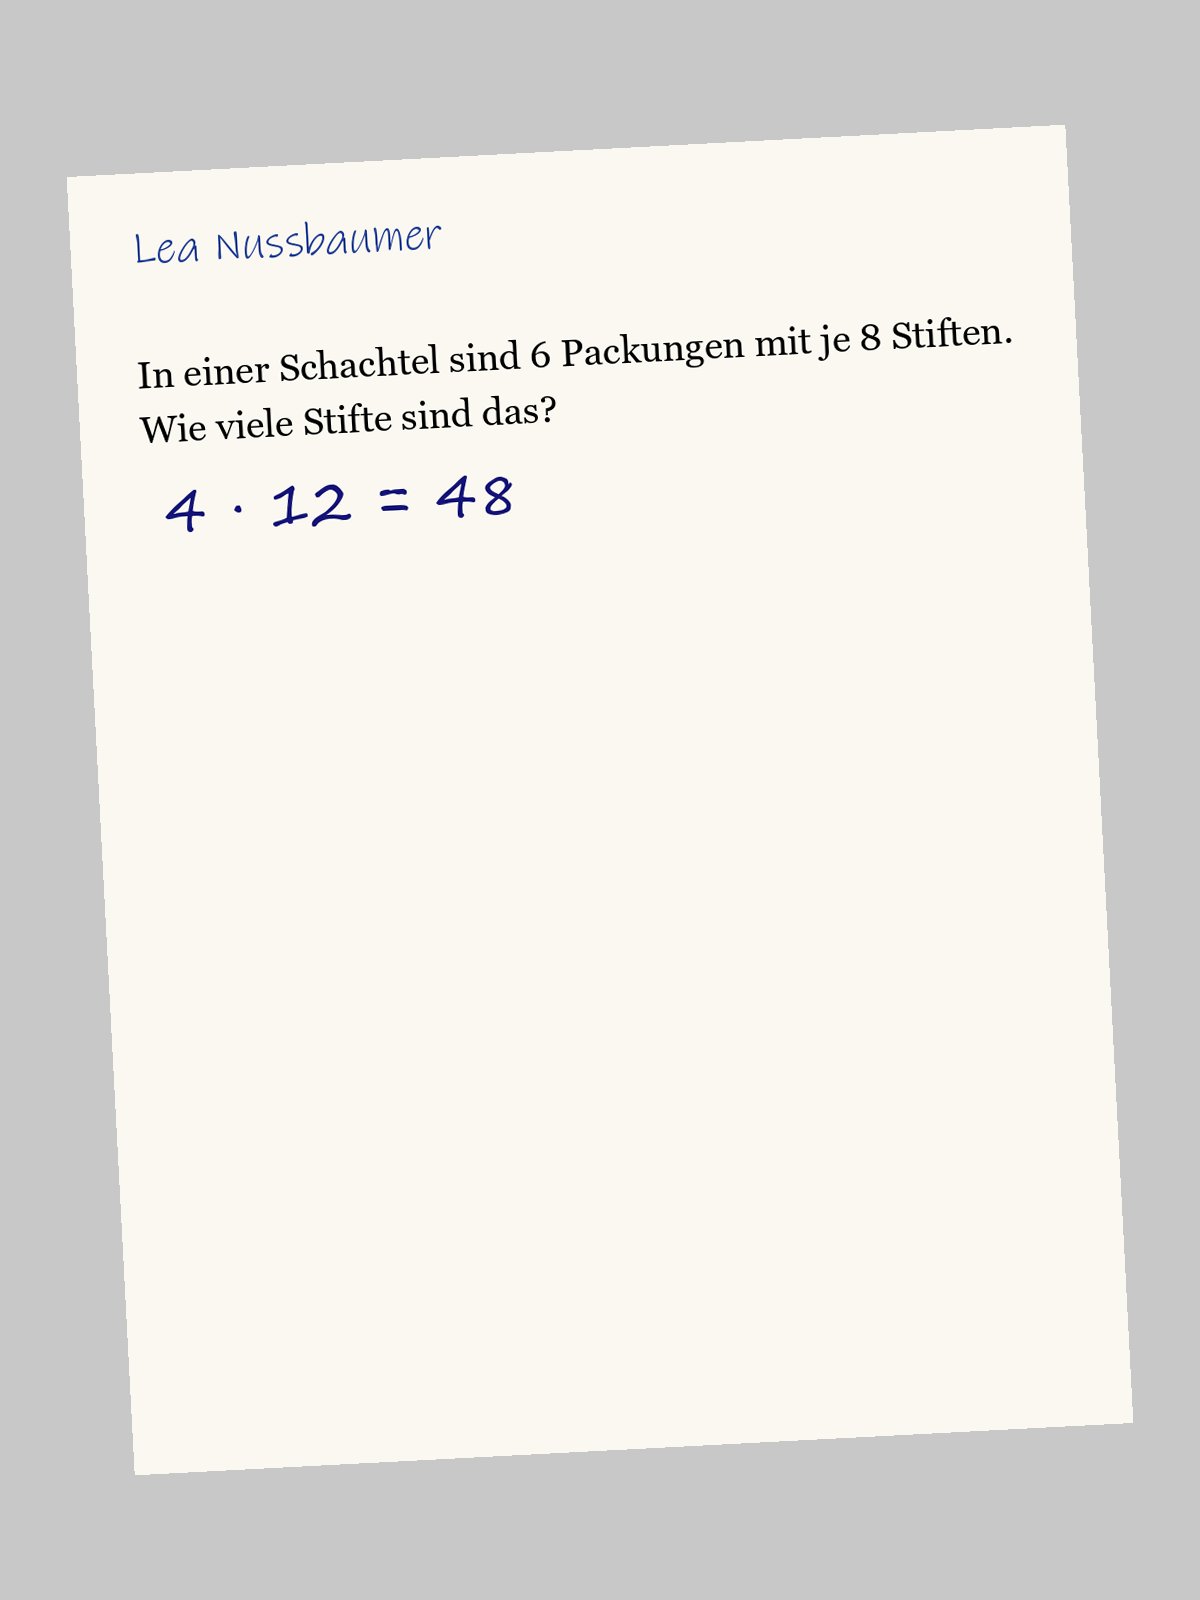 Lea Nussbaumer
In einer Schachtel sind 6 Packungen mit je 8 Stiften.
Wie viele Stifte sind das?
4 · 12 = 48